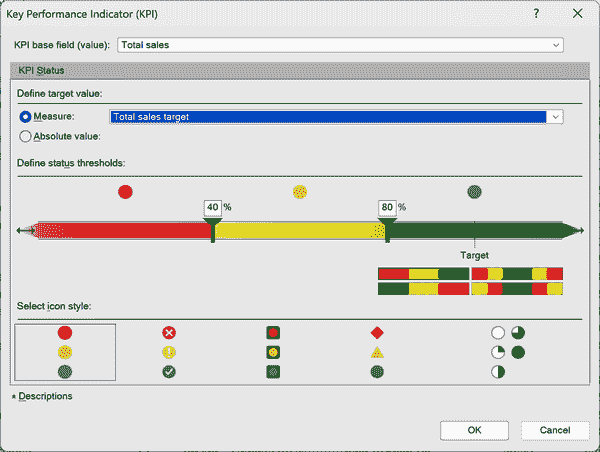 Key Performance Indicator (KPI)
?
KPI base field (value): Total sales
KPI Status
Define target value:
Measure: Total sales target
Absolute value:
Define status thresholds:
40 % 80 %
Target
Select icon style:
Descriptions
OK Cancel